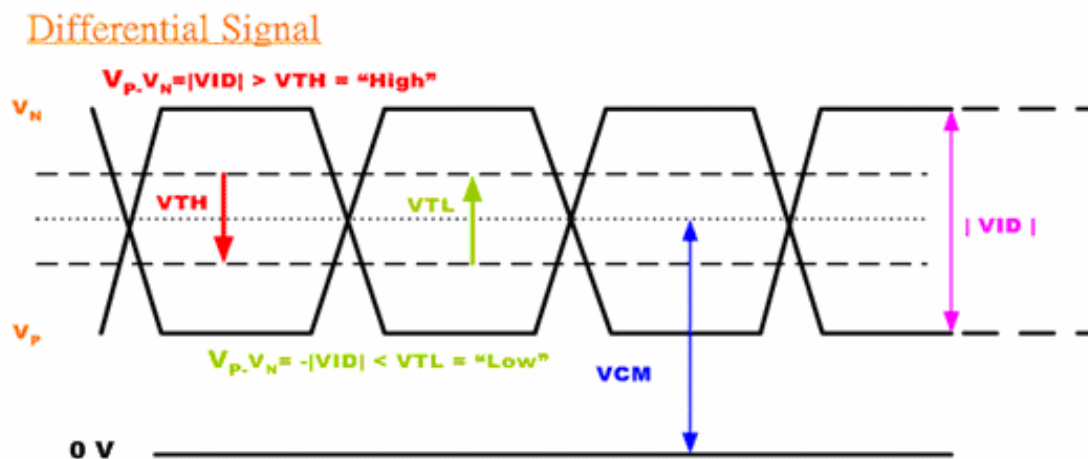 Differential Signal
VP-VN=|VID| > VTH = “High”
VN
VTH
VTL
| VID |
VP
VP-VN= -|VID| < VTL = “Low”
VCM
0 V